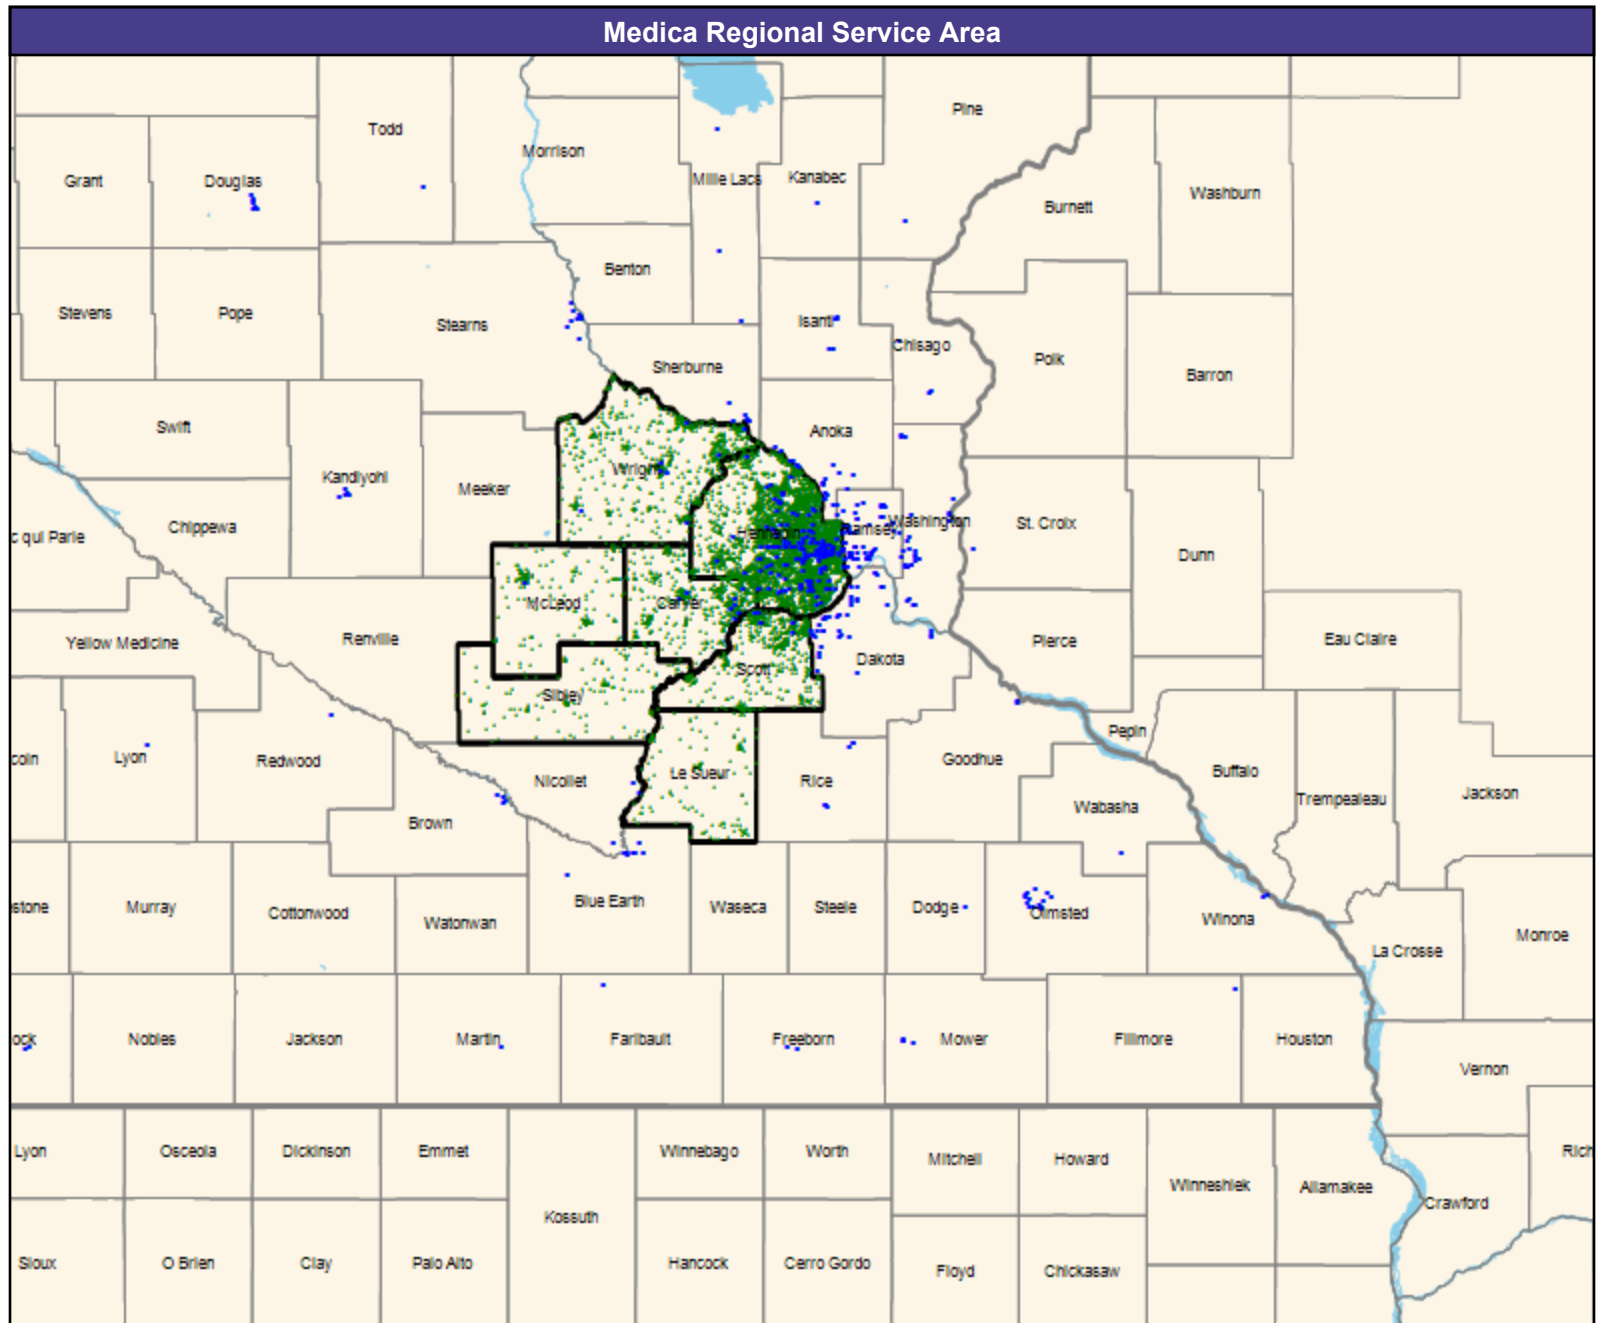 Medica Regional Service Area
Pine
Todd
Morrison
Grant
Douglas
Mille Lacs
Kanabec
Washburn
Burnett
Benton
Stevens
Pope
Stearns
Isanti
Chisago
Polk
Barron
Sherburne
Swift
Anoka
Wright
Kandiyohi
Meeker
Chippewa
c qui Parle
Hennepin
Ramsey
Washington
St. Croix
Dunn
McLeod
Carver
Yellow Medicine
Renville
Pierce
Eau Claire
Scott
Dakota
Sibley
Pepin
coln
Lyon
Redwood
Nicollet
Le Sueur
Rice
Goodhue
Buffalo
Trempealeau
Jackson
Wabasha
Brown
stone
Murray
Cottonwood
Watonwan
Blue Earth
Waseca
Steele
Dodge
Olmsted
Winona
La Crosse
Monroe
ock
Nobles
Jackson
Martin
Faribault
Freeborn
Mower
Fillmore
Houston
Vernon
Lyon
Osceola
Dickinson
Emmet
Winnebago
Worth
Mitchell
Howard
Winneshiek
Allamakee
Crawford
Rich
Kossuth
Sioux
O Brien
Clay
Palo Alto
Hancock
Cerro Gordo
Floyd
Chickasaw